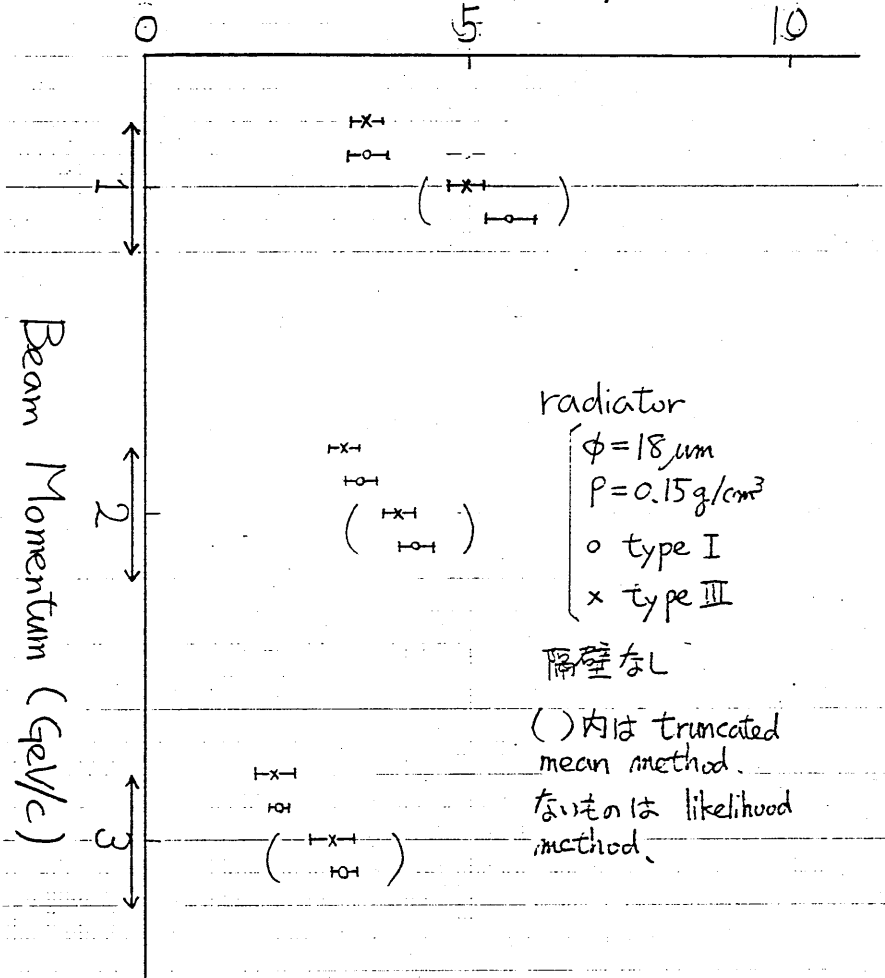 0
5
10
1
2
3
Beam Momentum (GeV/c)
radiator
φ=18μm
ρ=0.15g/cm³
○ type I
× type III
隔壁なし
( )内は truncated
mean method.
ないものは likelihood
method、